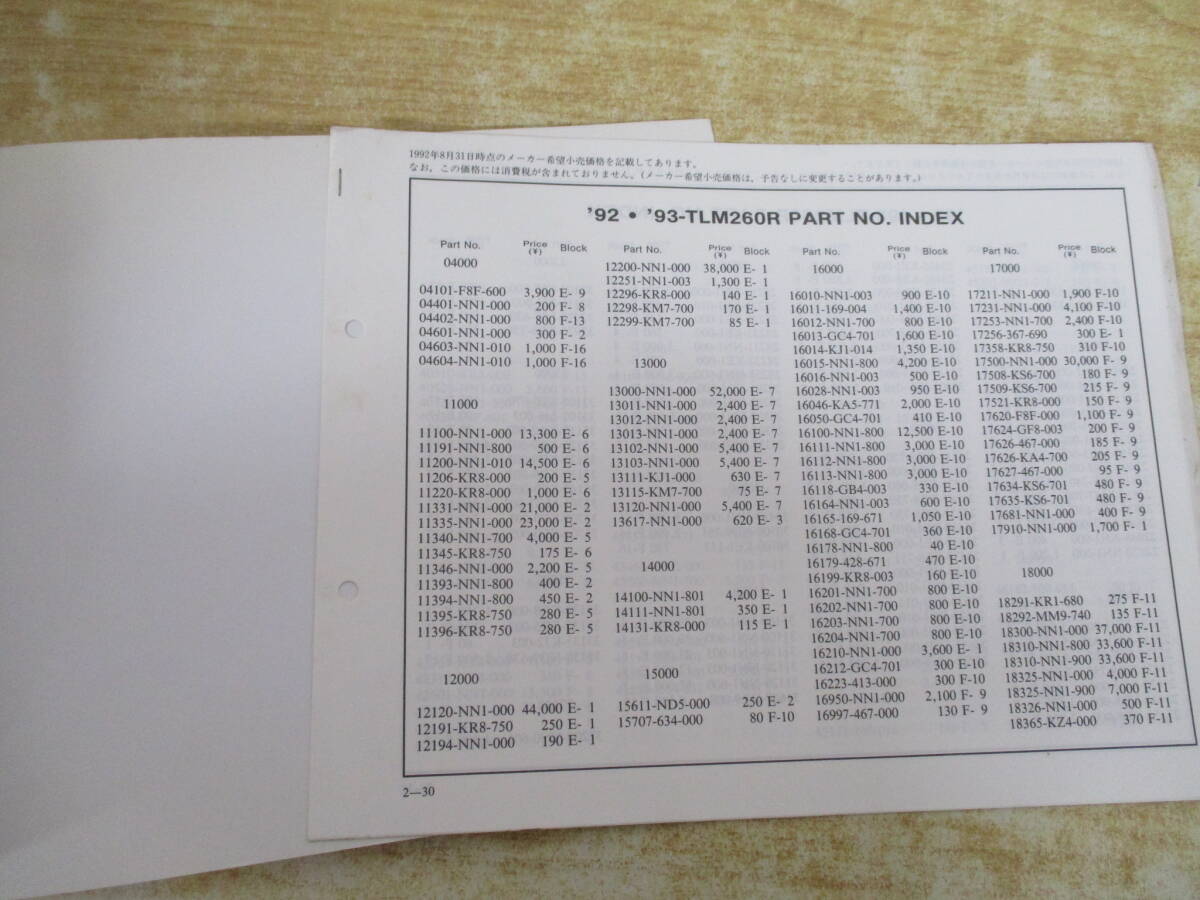 1992年8月31日時点のメーカー希望小売価格を記載してあります。
なお、この価格には消費税が含まれておりません。(メーカー希望小売価格は、予告なしに変更することがあります。)
'92 • '93-TLM260R PART NO. INDEX
Part No. Price (¥) Block
04000
04101-F8F-600 3,900 E- 9
04401-NN1-000 200 F- 8
04402-NN1-000 800 F-13
04601-NN1-000 300 F- 2
04603-NN1-010 1,000 F-16
04604-NN1-010 1,000 F-16
11000
11100-NN1-000 13,300 E- 6
11191-NN1-800 500 E- 6
11200-NN1-010 14,500 E- 6
11206-KR8-000 200 E- 5
11220-KR8-000 1,000 E- 6
11331-NN1-000 21,000 E- 2
11335-NN1-000 23,000 E- 2
11340-NN1-700 4,000 E- 5
11345-KR8-750 175 E- 6
11346-NN1-000 2,200 E- 5
11393-NN1-800 400 E- 2
11394-NN1-800 450 E- 2
11395-KR8-750 280 E- 5
11396-KR8-750 280 E- 5
12000
12120-NN1-000 44,000 E- 1
12191-KR8-750 250 E- 1
12194-NN1-000 190 E- 1
Part No. Price (¥) Block
12200-NN1-000 38,000 E- 1
12251-NN1-003 1,300 E- 1
12296-KR8-000 140 E- 1
12298-KM7-700 170 E- 1
12299-KM7-700 85 E- 1
13000
13000-NN1-000 52,000 E- 7
13011-NN1-000 2,400 E- 7
13012-NN1-000 2,400 E- 7
13013-NN1-000 2,400 E- 7
13102-NN1-000 5,400 E- 7
13103-NN1-000 5,400 E- 7
13111-KJ1-000 630 E- 7
13115-KM7-700 75 E- 7
13120-NN1-000 5,400 E- 7
13617-NN1-000 620 E- 3
14000
14100-NN1-801 4,200 E- 1
14111-NN1-801 350 E- 1
14131-KR8-000 115 E- 1
15000
15611-ND5-000 250 E- 2
15707-634-000 80 F-10
Part No. Price (¥) Block
16000
16010-NN1-003 900 E-10
16011-169-004 1,400 E-10
16012-NN1-700 800 E-10
16013-GC4-701 1,600 E-10
16014-KJ1-014 1,350 E-10
16015-NN1-800 4,200 E-10
16016-NN1-003 500 E-10
16028-NN1-003 950 E-10
16046-KA5-771 2,000 E-10
16050-GC4-701 410 E-10
16100-NN1-800 12,500 E-10
16111-NN1-800 3,000 E-10
16112-NN1-800 3,000 E-10
16113-NN1-800 3,000 E-10
16118-GB4-003 330 E-10
16164-NN1-003 600 E-10
16165-169-671 1,050 E-10
16168-GC4-701 360 E-10
16178-NN1-800 40 E-10
16179-428-671 470 E-10
16199-KR8-003 160 E-10
16201-NN1-700 800 E-10
16202-NN1-700 800 E-10
16203-NN1-700 800 E-10
16204-NN1-700 800 E-10
16210-NN1-000 3,600 E- 1
16212-GC4-701 300 E-10
16223-413-000 300 F-10
16950-NN1-000 2,100 F- 9
16997-467-000 130 F- 9
Part No. Price (¥) Block
17000
17211-NN1-000 1,900 F-10
17231-NN1-000 4,100 F-10
17253-NN1-700 2,400 F-10
17256-367-690 300 E- 1
17358-KR8-750 310 F-10
17500-NN1-000 30,000 F- 9
17508-KS6-700 180 F- 9
17509-KS6-700 215 F- 9
17521-KR8-000 150 F- 9
17620-F8F-000 1,100 F- 9
17624-GF8-003 200 F- 9
17626-467-000 185 F- 9
17626-KA4-700 205 F- 9
17627-467-000 95 F- 9
17634-KS6-701 480 F- 9
17635-KS6-701 480 F- 9
17681-NN1-000 400 F- 9
17910-NN1-000 1,700 F- 1
18000
18291-KR1-680 275 F-11
18292-MM9-740 135 F-11
18300-NN1-000 37,000 F-11
18310-NN1-800 33,600 F-11
18310-NN1-900 33,600 F-11
18325-NN1-000 4,000 F-11
18325-NN1-900 7,000 F-11
18326-NN1-000 500 F-11
18365-KZ4-000 370 F-11
2—30